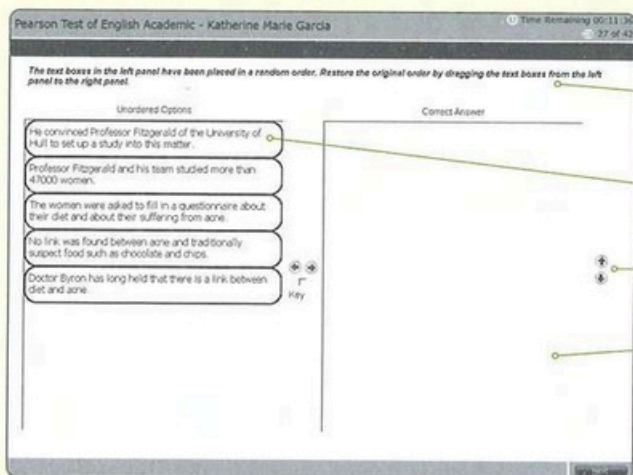 Pearson Test of English Academic - Katherine Marie Garcia
Time Remaining 00:11:36
27 of 42
The text boxes in the left panel have been placed in a random order. Restore the original order by dragging the text boxes from the left
panel to the right panel.
Unordered Options
Correct Answer
He convinced Professor Fitzgerald of the University of
Hull to set up a study into this matter.
Professor Fitzgerald and his team studied more than
47000 women.
The women were asked to fill in a questionnaire about
their diet and about their suffering from acne.
No link was found between acne and traditionally
suspect food such as chocolate and chips.
Doctor Byron has long held that there is a link between
diet and acne.
Key